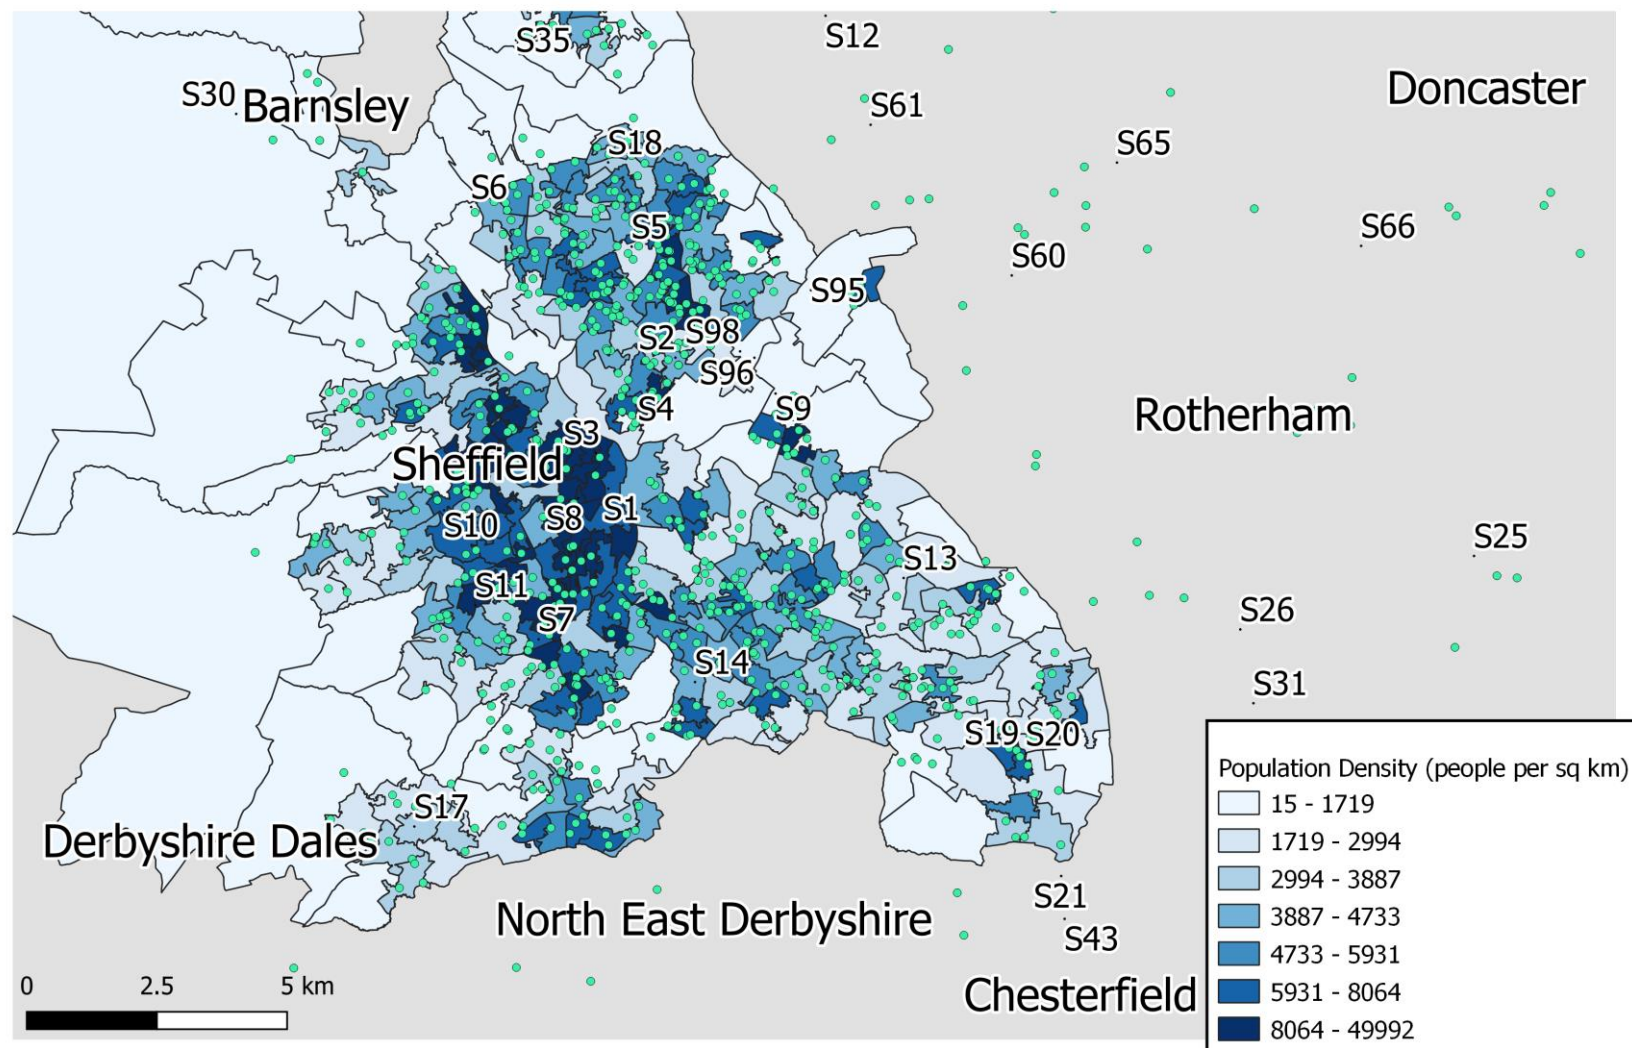 S35
S12
S30
Barnsley
S61
Doncaster
S65
S18
S6
S5
S66
S60
S95
S2
S98
S96
S4
S9
Rotherham
S3
Sheffield
S10
S8
S1
S25
S13
S11
S7
S26
S14
S31
S19
S20
S17
Derbyshire Dales
S21
North East Derbyshire
S43
Chesterfield
0 2.5 5 km
Population Density (people per sq km)
15 - 1719
1719 - 2994
2994 - 3887
3887 - 4733
4733 - 5931
5931 - 8064
8064 - 49992